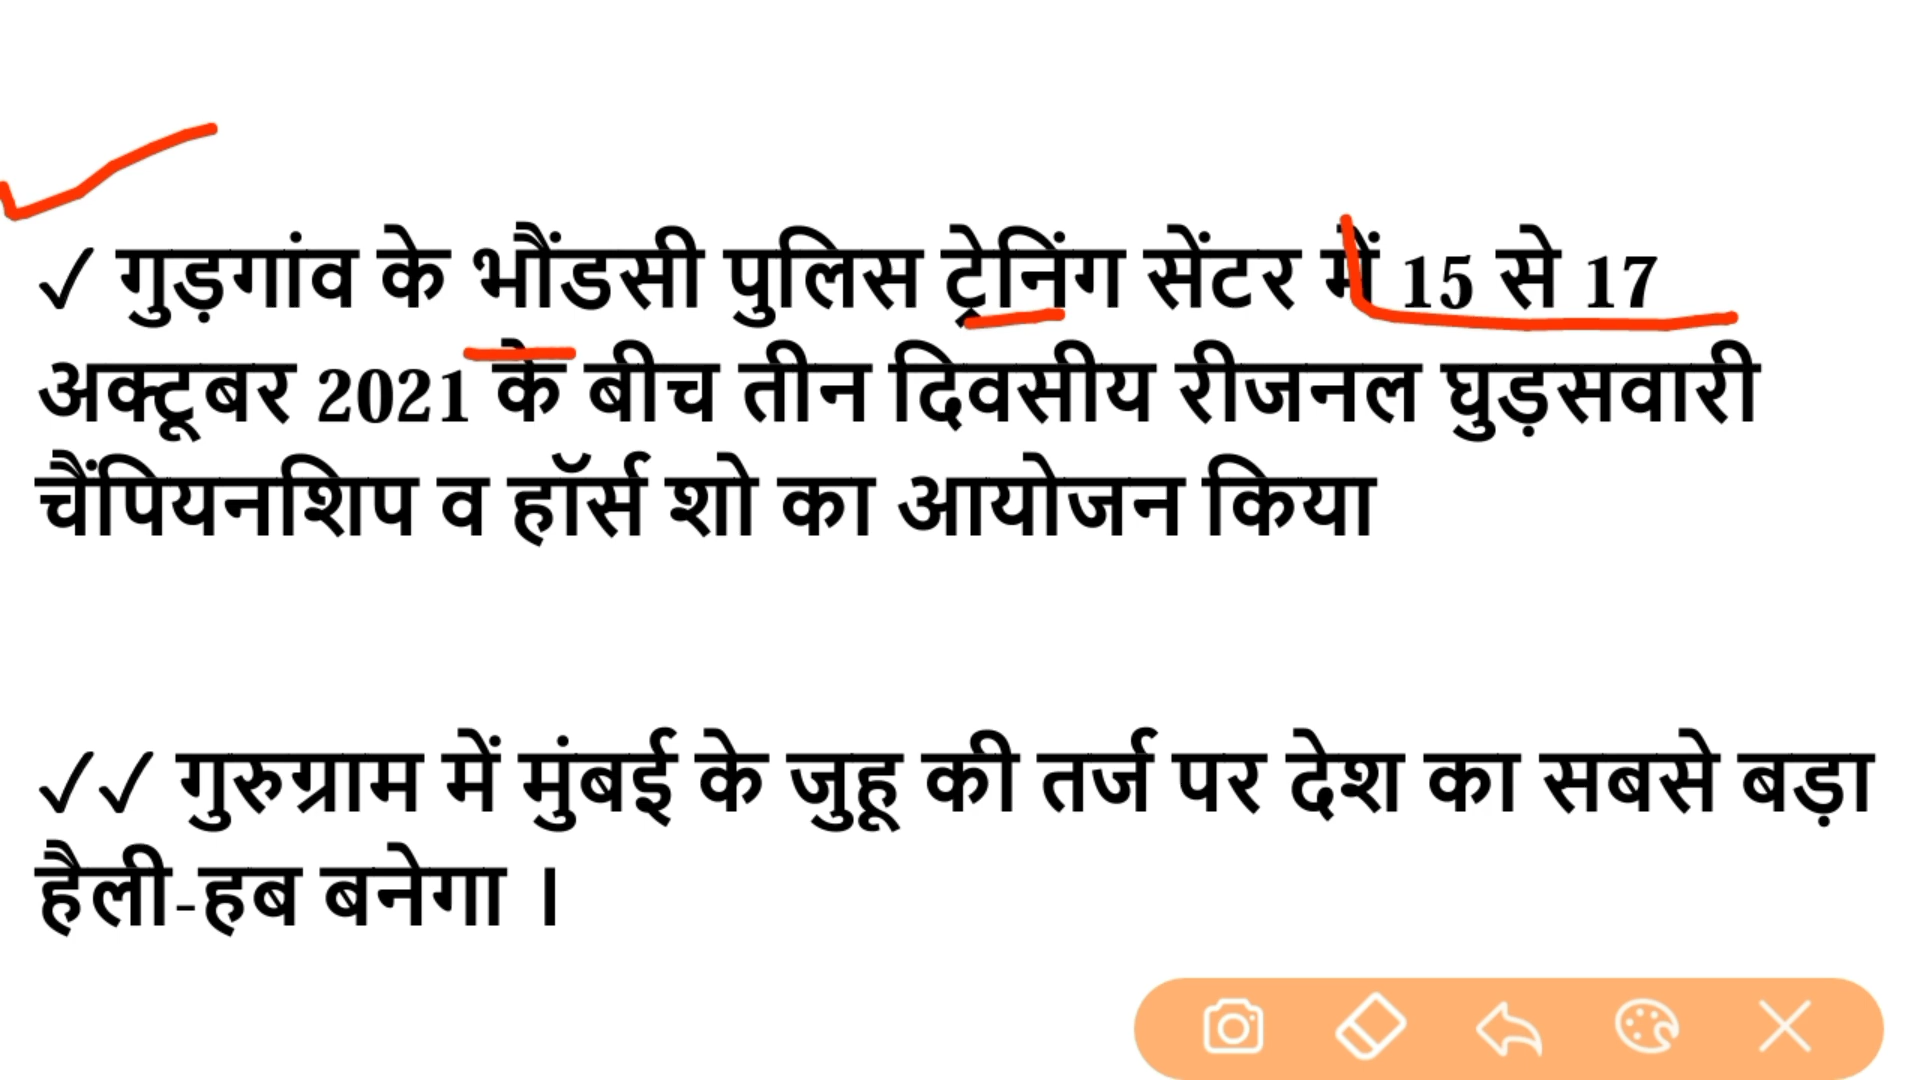 ✓ गुड़गांव के भौंडसी पुलिस ट्रेनिंग सेंटर में 15 से 17
अक्टूबर 2021 के बीच तीन दिवसीय रीजनल घुड़सवारी
चैंपियनशिप व हॉर्स शो का आयोजन किया
✓✓ गुरुग्राम में मुंबई के जुहू की तर्ज पर देश का सबसे बड़ा
हैली-हब बनेगा ।